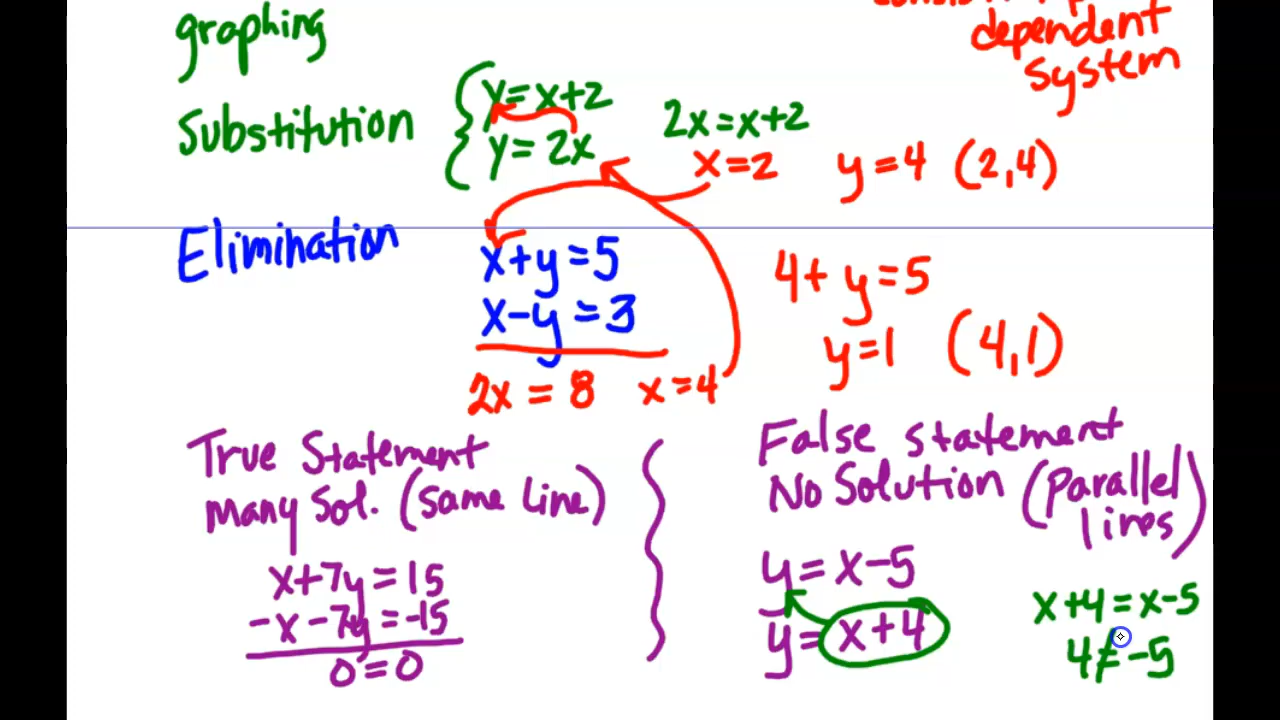 graphing
dependent
system
Substitution
y=x+2
y=2x
2x=x+2
x=2
y=4 (2,4)
Elimination
x+y=5
x-y=3
2x=8 x=4
4+y=5
y=1 (4,1)
True Statement
many Sol. (same line)
x+7y=15
-x-7y=-15
0=0
False statement
No Solution (parallel
lines)
y=x-5
y=x+4
x+4=x-5
4≠-5